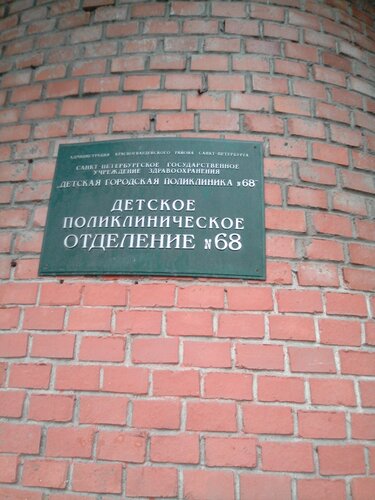 АДМИНИСТРАЦИЯ КРАСНОГВАРДЕЙСКОГО РАЙОНА САНКТ-ПЕТЕРБУРГА
САНКТ-ПЕТЕРБУРГСКОЕ ГОСУДАРСТВЕННОЕ
УЧРЕЖДЕНИЕ ЗДРАВООХРАНЕНИЯ
„ДЕТСКАЯ ГОРОДСКАЯ ПОЛИКЛИНИКА №68"
ДЕТСКОЕ
ПОЛИКЛИНИЧЕСКОЕ
ОТДЕЛЕНИЕ №68